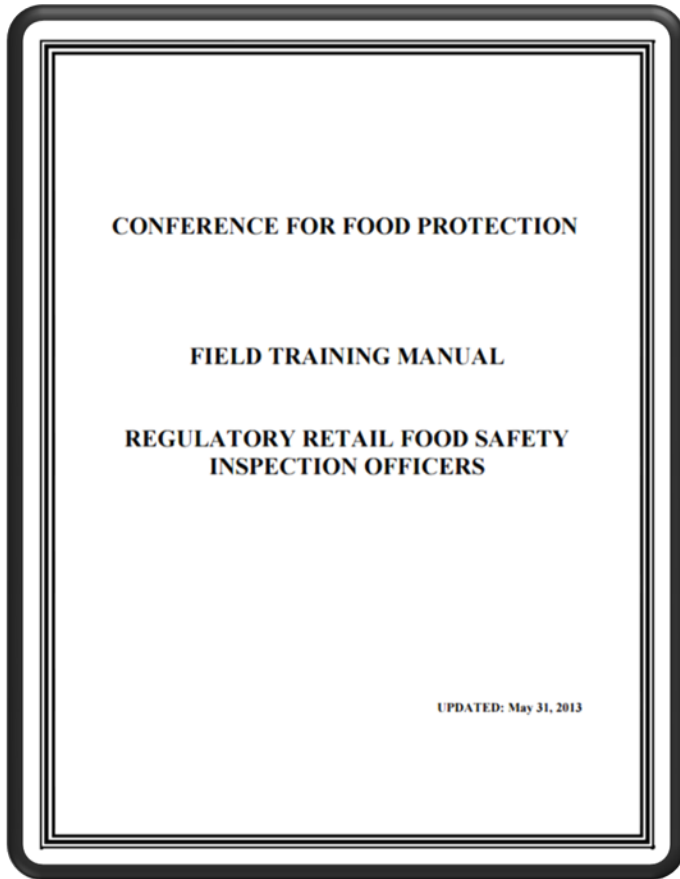 CONFERENCE FOR FOOD PROTECTION
FIELD TRAINING MANUAL
REGULATORY RETAIL FOOD SAFETY
INSPECTION OFFICERS
UPDATED: May 31, 2013